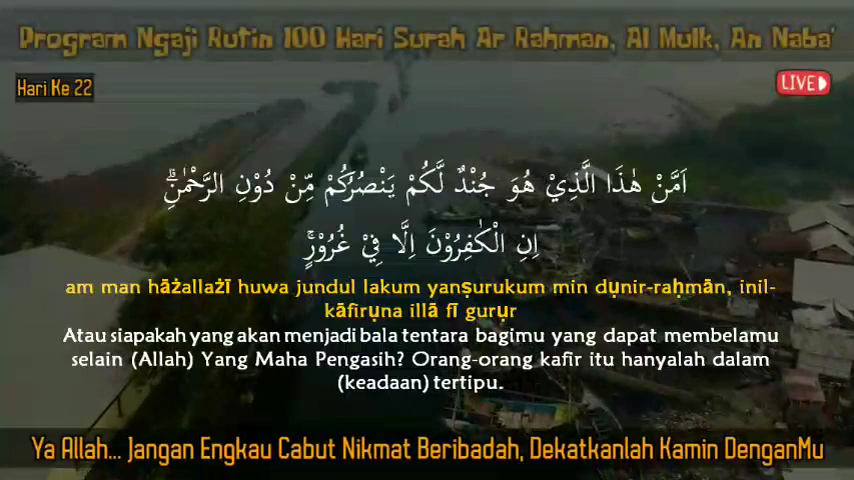 Program Ngaji Rutin 100 Hari Surah Ar Rahman, Al Mulk, An Naba'
Hari Ke 22
LIVE
اَمَّنْ هٰذَا الَّذِيْ هُوَ جُنْدٌ لَّكُمْ يَنْصُرُكُمْ مِّنْ دُوْنِ الرَّحْمٰنِۗ
اِنِ الْكٰفِرُوْنَ اِلَّا فِيْ غُرُوْرٍۚ
am man hāżallażī huwa jundul lakum yanṣurukum min dụnir-raḥmān, inil-
kāfirụna illā fī gurụr
Atau siapakah yang akan menjadi bala tentara bagimu yang dapat membelamu
selain (Allah) Yang Maha Pengasih? Orang-orang kafir itu hanyalah dalam
(keadaan) tertipu.
Ya Allah... Jangan Engkau Cabut Nikmat Beribadah, Dekatkanlah Kamin DenganMu